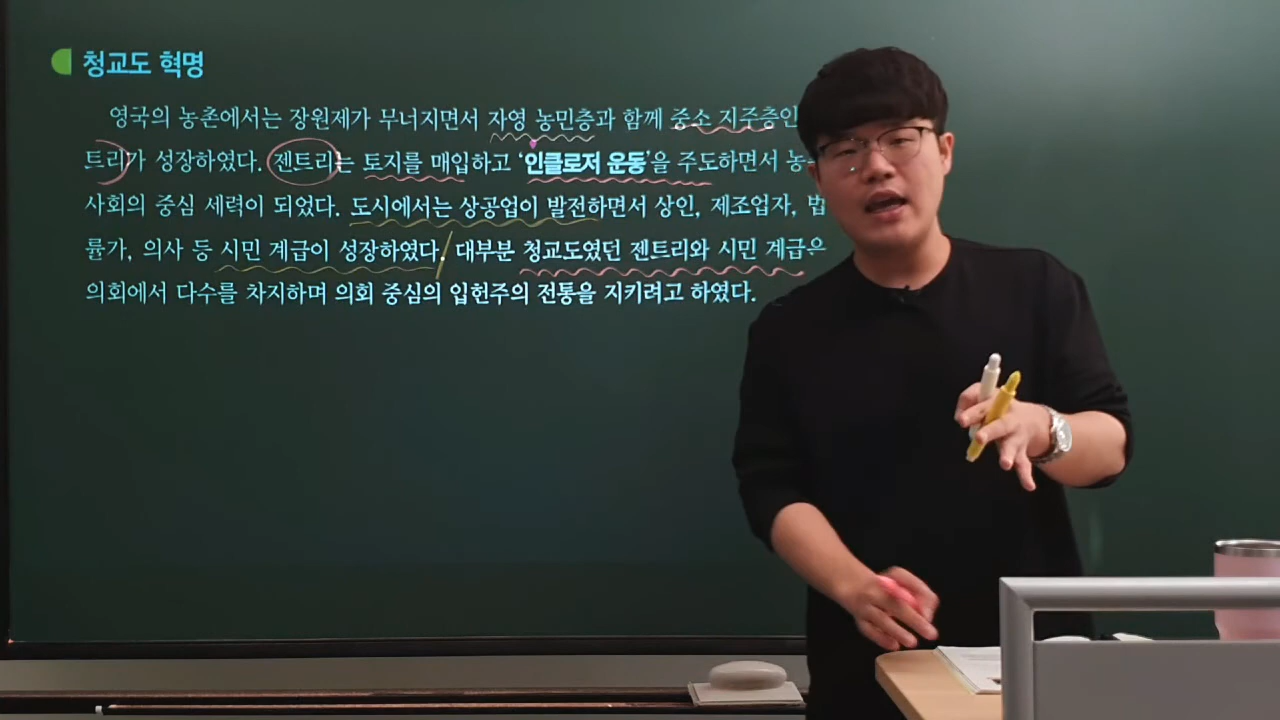 청교도 혁명
영국의 농촌에서는 장원제가 무너지면서 자영 농민층과 함께 중소 지주층인
트리가 성장하였다. 젠트리는 토지를 매입하고 ‘인클로저 운동’을 주도하면서
사회의 중심 세력이 되었다. 도시에서는 상공업이 발전하면서 상인, 제조업자, 법
률가, 의사 등 시민 계급이 성장하였다. 대부분 청교도였던 젠트리와 시민 계급은
의회에서 다수를 차지하며 의회 중심의 입헌주의 전통을 지키려고 하였다.